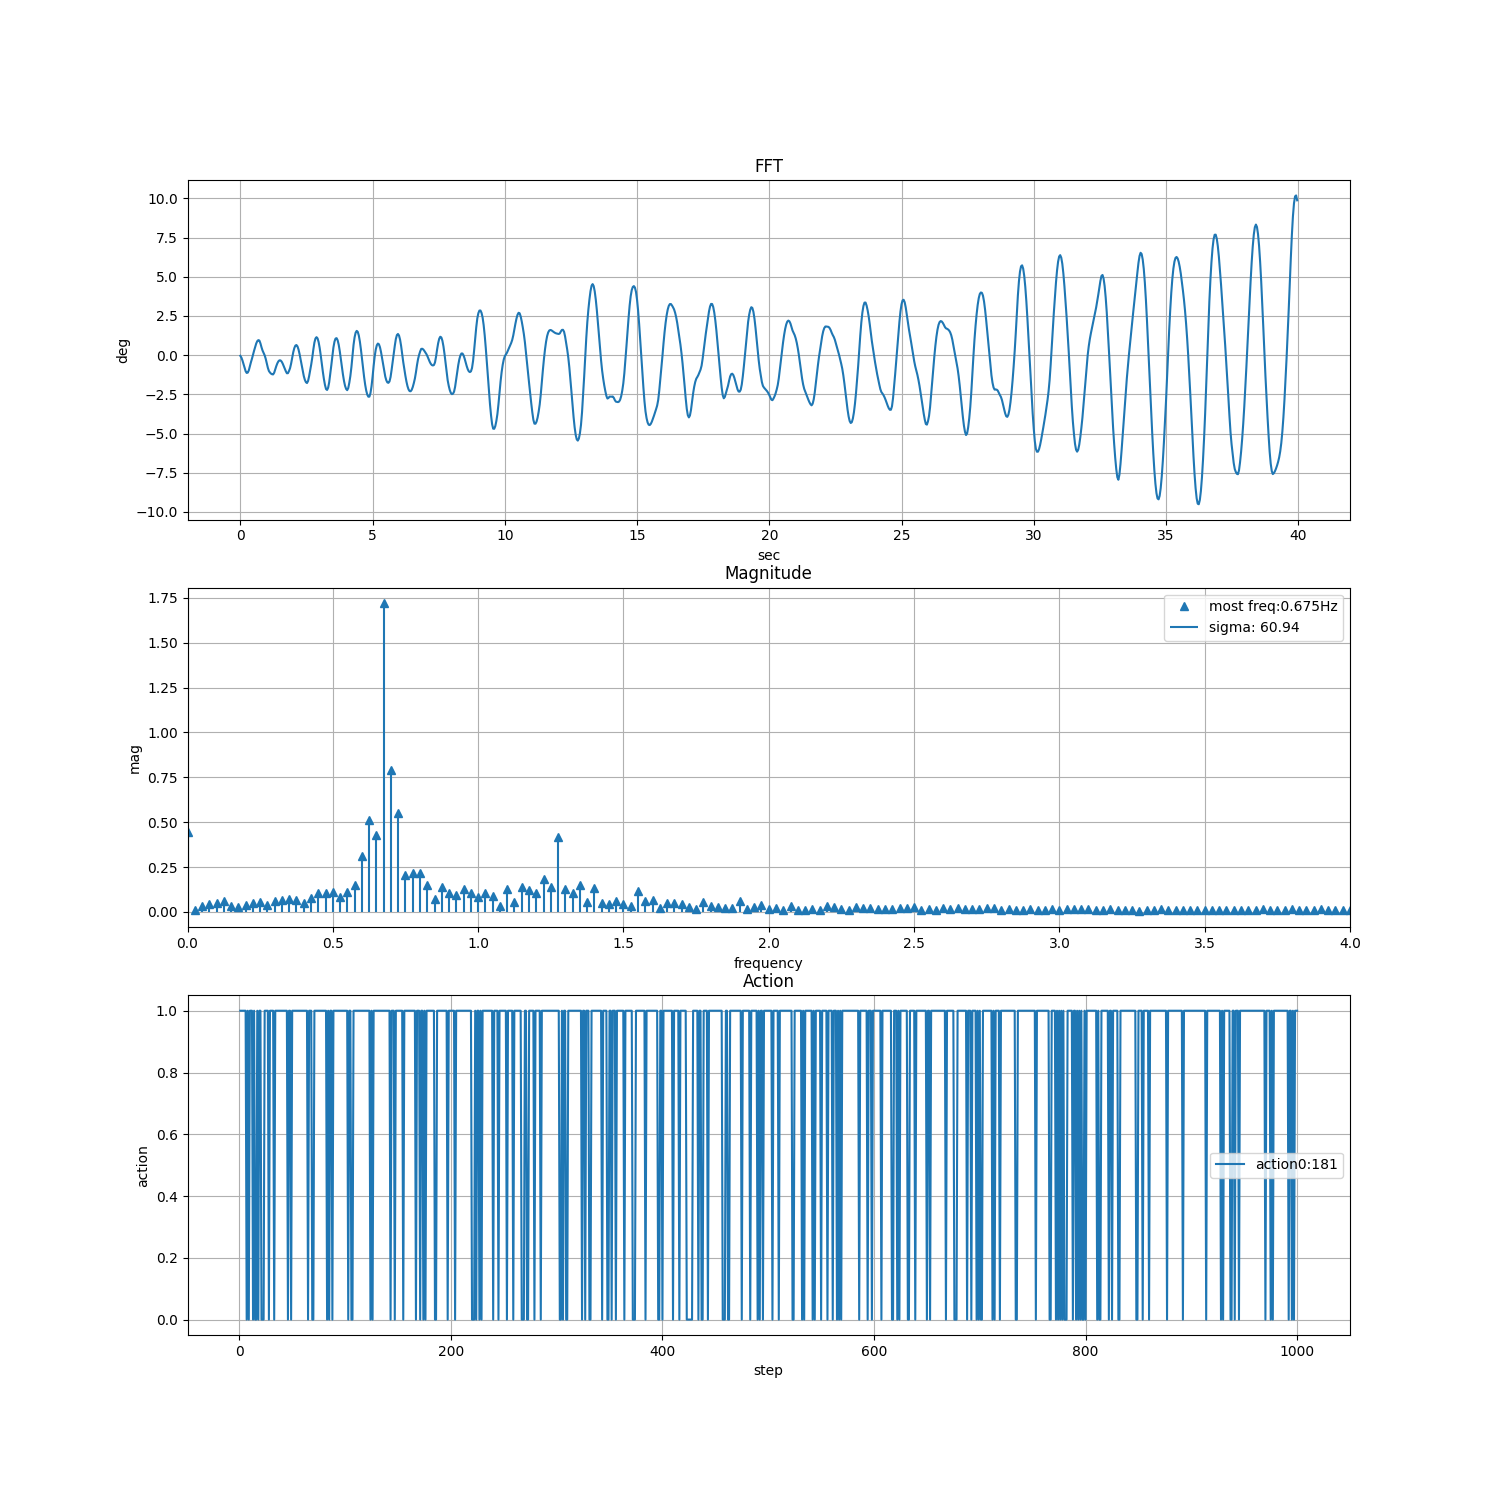 FFT
10.0
7.5
5.0
2.5
0.0
−2.5
−5.0
−7.5
−10.0
deg
0 5 10 15 20 25 30 35 40
sec
Magnitude
1.75
1.50
1.25
1.00
0.75
0.50
0.25
0.00
mag
most freq:0.675Hz
sigma: 60.94
0.0 0.5 1.0 1.5 2.0 2.5 3.0 3.5 4.0
frequency
Action
1.0
0.8
0.6
0.4
0.2
0.0
action
action0:181
0 200 400 600 800 1000
step